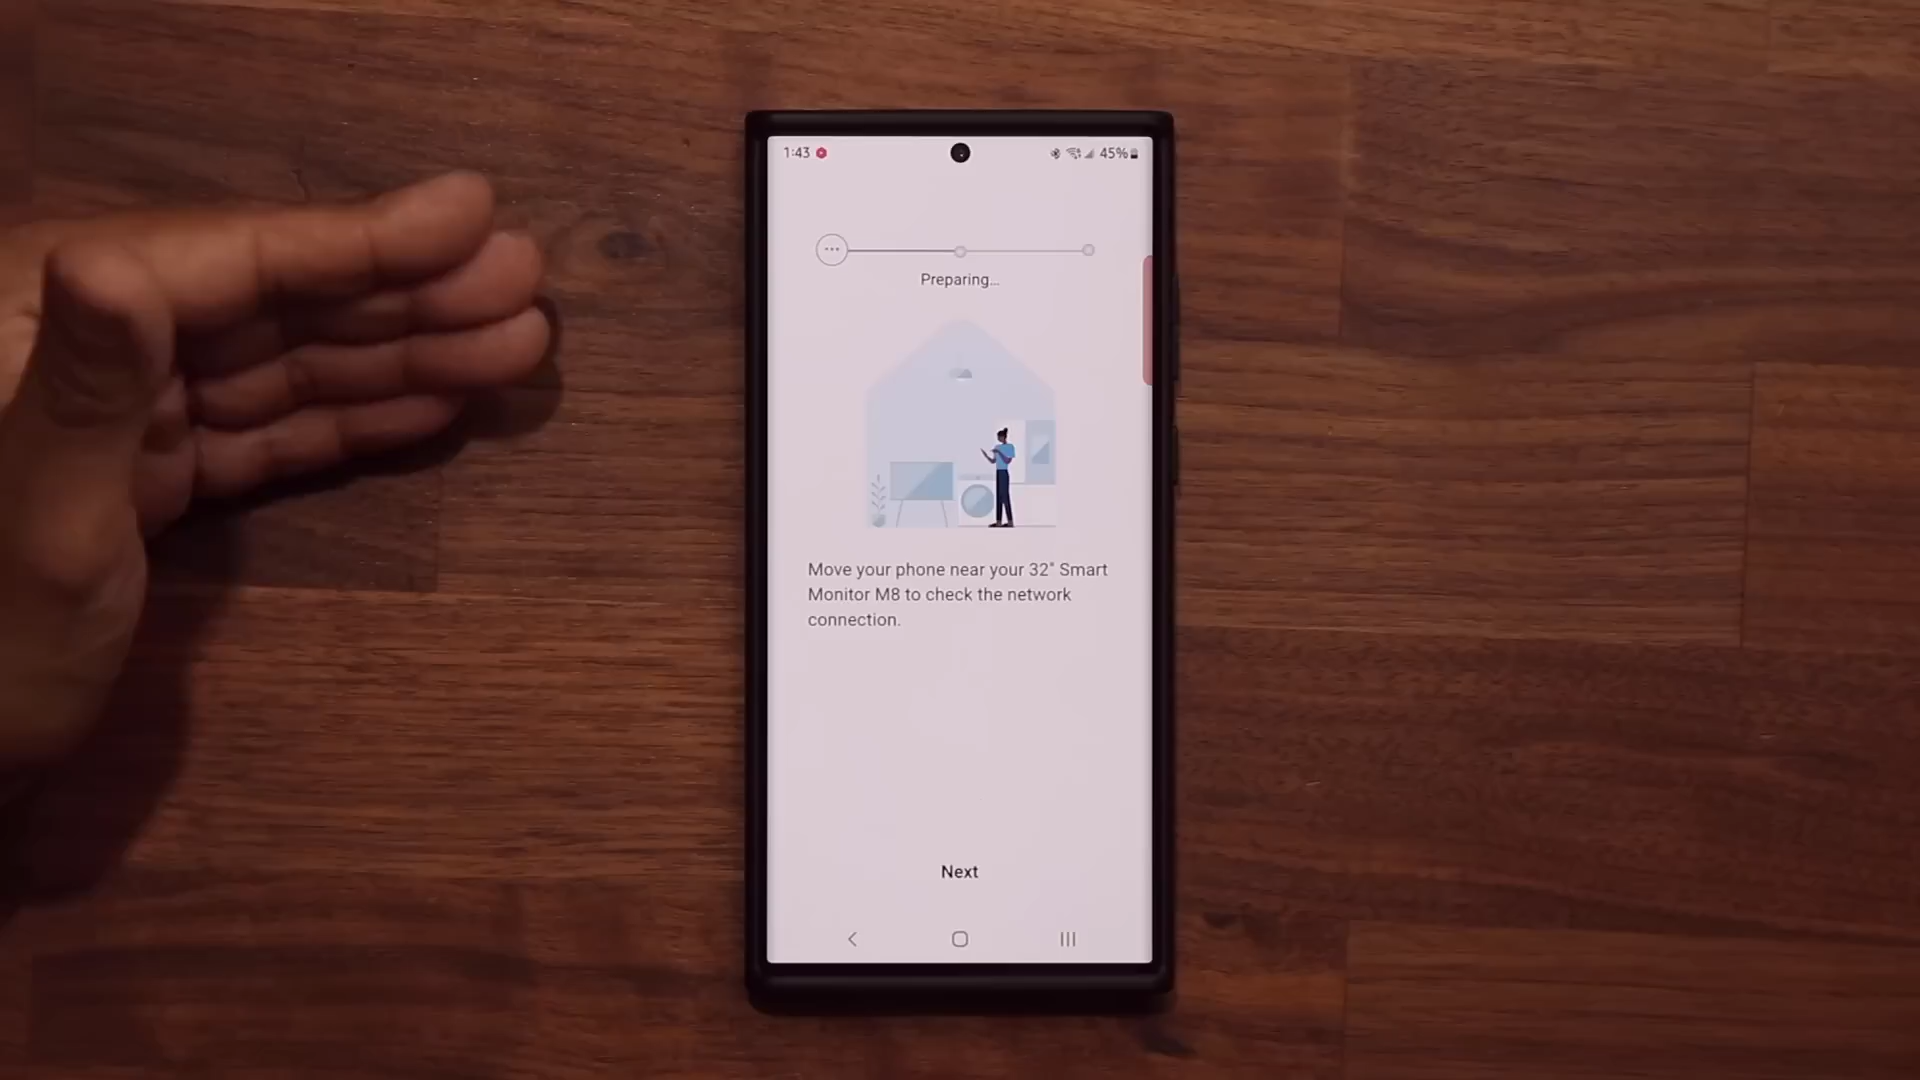 1:43
45%
Preparing...
Move your phone near your 32" Smart
Monitor M8 to check the network
connection.
Next